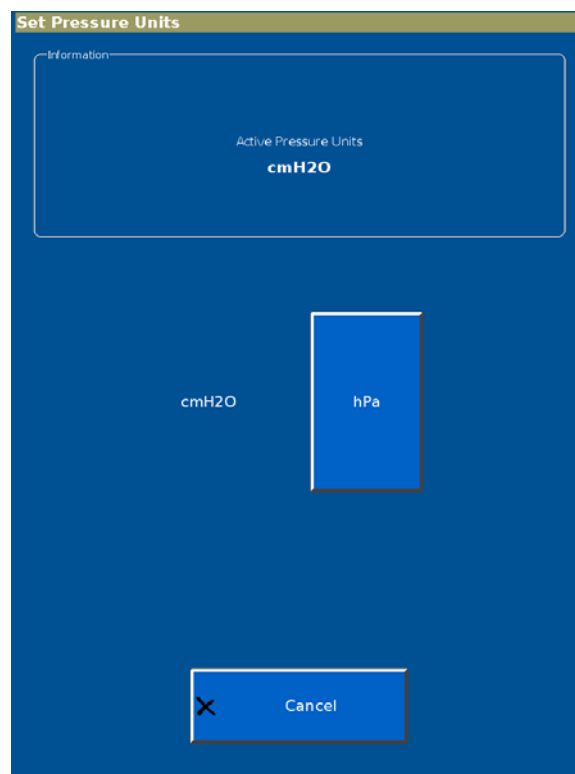 Set Pressure Units
Information
Active Pressure Units
cmH2O
cmH2O
hPa
Cancel